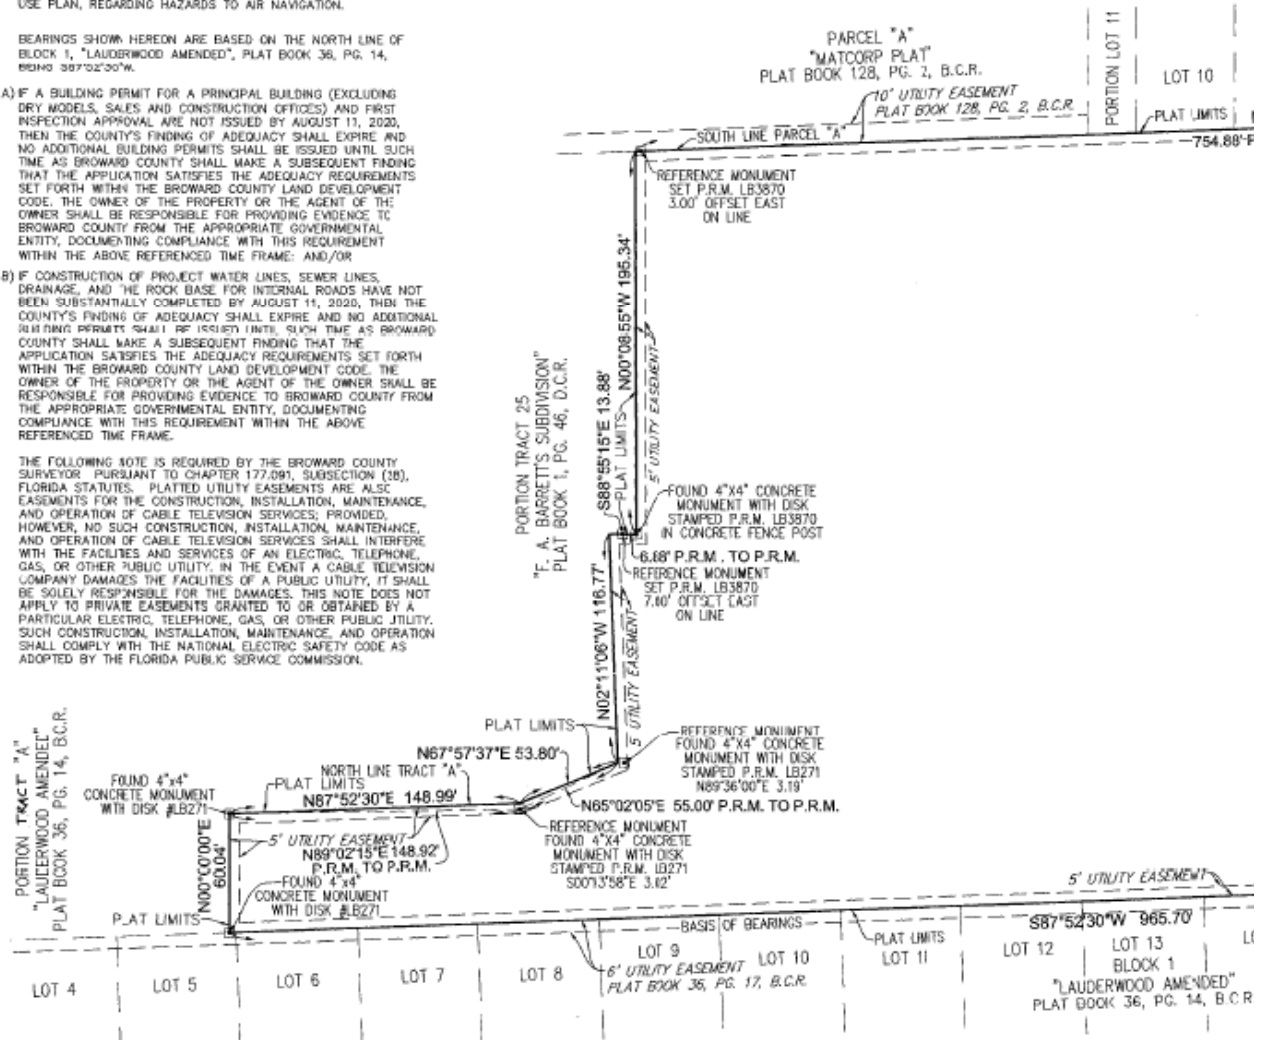 USE PLAN, REGARDING HAZARDS TO AIR NAVIGATION.
BEARINGS SHOWN HEREON ARE BASED ON THE NORTH LINE OF
BLOCK 1, "LAUDERWOOD AMENDED", PLAT BOOK 36, PG. 14,
BEING S87°52'30"W.
A) IF A BUILDING PERMIT FOR A PRINCIPAL BUILDING (EXCLUDING
DRY MODELS, SALES AND CONSTRUCTION OFFICES) AND FIRST
INSPECTION APPROVAL ARE NOT ISSUED BY AUGUST 11, 2020,
THEN THE COUNTY'S FINDING OF ADEQUACY SHALL EXPIRE AND
NO ADDITIONAL BUILDING PERMITS SHALL BE ISSUED UNTIL SUCH
TIME AS BROWARD COUNTY SHALL MAKE A SUBSEQUENT FINDING
THAT THE APPLICATION SATISFIES THE ADEQUACY REQUIREMENTS
SET FORTH WITHIN THE BROWARD COUNTY LAND DEVELOPMENT
CODE. THE OWNER OF THE PROPERTY OR THE AGENT OF THE
OWNER SHALL BE RESPONSIBLE FOR PROVIDING EVIDENCE TO
BROWARD COUNTY FROM THE APPROPRIATE GOVERNMENTAL
ENTITY, DOCUMENTING COMPLIANCE WITH THIS REQUIREMENT
WITHIN THE ABOVE REFERENCED TIME FRAME: AND/OR
B) IF CONSTRUCTION OF PROJECT WATER LINES, SEWER LINES,
DRAINAGE, AND THE ROCK BASE FOR INTERNAL ROADS HAVE NOT
BEEN SUBSTANTIALLY COMPLETED BY AUGUST 11, 2020, THEN THE
COUNTY'S FINDING OF ADEQUACY SHALL EXPIRE AND NO ADDITIONAL
BUILDING PERMITS SHALL BE ISSUED UNTIL SUCH TIME AS BROWARD
COUNTY SHALL MAKE A SUBSEQUENT FINDING THAT THE
APPLICATION SATISFIES THE ADEQUACY REQUIREMENTS SET FORTH
WITHIN THE BROWARD COUNTY LAND DEVELOPMENT CODE. THE
OWNER OF THE PROPERTY OR THE AGENT OF THE OWNER SHALL BE
RESPONSIBLE FOR PROVIDING EVIDENCE TO BROWARD COUNTY FROM
THE APPROPRIATE GOVERNMENTAL ENTITY, DOCUMENTING
COMPLIANCE WITH THIS REQUIREMENT WITHIN THE ABOVE
REFERENCED TIME FRAME.
THE FOLLOWING NOTE IS REQUIRED BY THE BROWARD COUNTY
SURVEYOR PURSUANT TO CHAPTER 177.091, SUBSECTION (28),
FLORIDA STATUTES. PLATTED UTILITY EASEMENTS ARE ALSO
EASEMENTS FOR THE CONSTRUCTION, INSTALLATION, MAINTENANCE,
AND OPERATION OF CABLE TELEVISION SERVICES; PROVIDED,
HOWEVER, NO SUCH CONSTRUCTION, INSTALLATION, MAINTENANCE,
AND OPERATION OF CABLE TELEVISION SERVICES SHALL INTERFERE
WITH THE FACILITIES AND SERVICES OF AN ELECTRIC, TELEPHONE,
GAS, OR OTHER PUBLIC UTILITY. IN THE EVENT A CABLE TELEVISION
COMPANY DAMAGES THE FACILITIES OF A PUBLIC UTILITY, IT SHALL
BE SOLELY RESPONSIBLE FOR THE DAMAGES. THIS NOTE DOES NOT
APPLY TO PRIVATE EASEMENTS GRANTED TO OR OBTAINED BY A
PARTICULAR ELECTRIC, TELEPHONE, GAS, OR OTHER PUBLIC UTILITY.
SUCH CONSTRUCTION, INSTALLATION, MAINTENANCE, AND OPERATION
SHALL COMPLY WITH THE NATIONAL ELECTRIC SAFETY CODE AS
ADOPTED BY THE FLORIDA PUBLIC SERVICE COMMISSION.
PARCEL "A"
"MATCORP PLAT"
PLAT BOOK 128, PG. 2, B.C.R.
10' UTILITY EASEMENT
PLAT BOOK 128, PG. 2, B.C.R.
PORTION LOT 11
LOT 10
PLAT LIMITS
SOUTH LINE PARCEL "A"
754.88'
REFERENCE MONUMENT
SET P.R.M. LB3870
3.00' OFFSET EAST
ON LINE
N00°08'55"W 195.34'
5' UTILITY EASEMENT
PLAT LIMITS
S88°55'15"E 13.88'
PORTION TRACT 25
"F. A. BARRETT'S SUBDIVISION"
PLAT BOOK 1, PG. 46, D.C.R.
FOUND 4"X4" CONCRETE
MONUMENT WITH DISK
STAMPED P.R.M. LB3870
IN CONCRETE FENCE POST
6.88' P.R.M. TO P.R.M.
REFERENCE MONUMENT
SET P.R.M. LB3870
7.00' OFFSET EAST
ON LINE
N02°11'06"W 116.77'
5' UTILITY EASEMENT
PLAT LIMITS
REFERENCE MONUMENT
FOUND 4"X4" CONCRETE
MONUMENT WITH DISK
STAMPED P.R.M. LB271
N89°36'00"E 3.19'
N67°57'37"E 53.80'
N65°02'05"E 55.00' P.R.M. TO P.R.M.
PORTION TRACT "A"
"LAUDERWOOD AMENDED"
PLAT BOOK 36, PG. 14, B.C.R.
FOUND 4"x4"
CONCRETE MONUMENT
WITH DISK #LB271
NORTH LINE TRACT "A"
PLAT LIMITS
N87°52'30"E 148.99'
5' UTILITY EASEMENT
N89°02'15"E 148.92'
P.R.M. TO P.R.M.
REFERENCE MONUMENT
FOUND 4"X4" CONCRETE
MONUMENT WITH DISK
STAMPED P.R.M. LB271
S00°13'58"E 3.02'
N00°00'00"E
60.04'
FOUND 4"x4"
CONCRETE MONUMENT
WITH DISK #LB271
PLAT LIMITS
5' UTILITY EASEMENT
BASIS OF BEARINGS
S87°52'30"W 965.70'
PLAT LIMITS
LOT 4
LOT 5
LOT 6
LOT 7
LOT 8
LOT 9
LOT 10
LOT 11
LOT 12
LOT 13
BLOCK 1
"LAUDERWOOD AMENDED"
PLAT BOOK 36, PG. 14, B.C.R
6' UTILITY EASEMENT
PLAT BOOK 36, PG. 17, B.C.R.